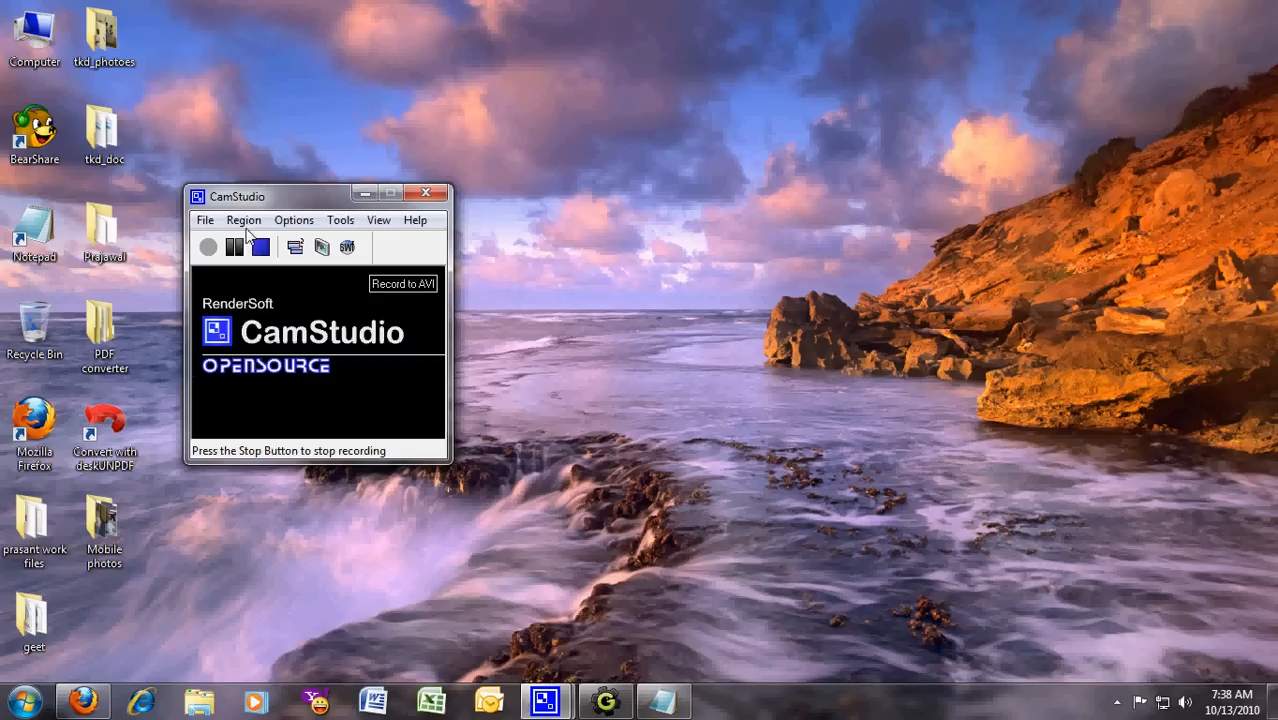 Computer
tkd_photoes
BearShare
tkd_doc
Notepad
Prajawal
Recycle Bin
PDF
converter
Mozilla
Firefox
Convert with
deskUNPDF
prasant work
files
Mobile
photos
geet
CamStudio
File Region Options Tools View Help
SWF
Record to AVI
RenderSoft
CamStudio
OPENSOURCE
Press the Stop Button to stop recording
7:38 AM
10/13/2010